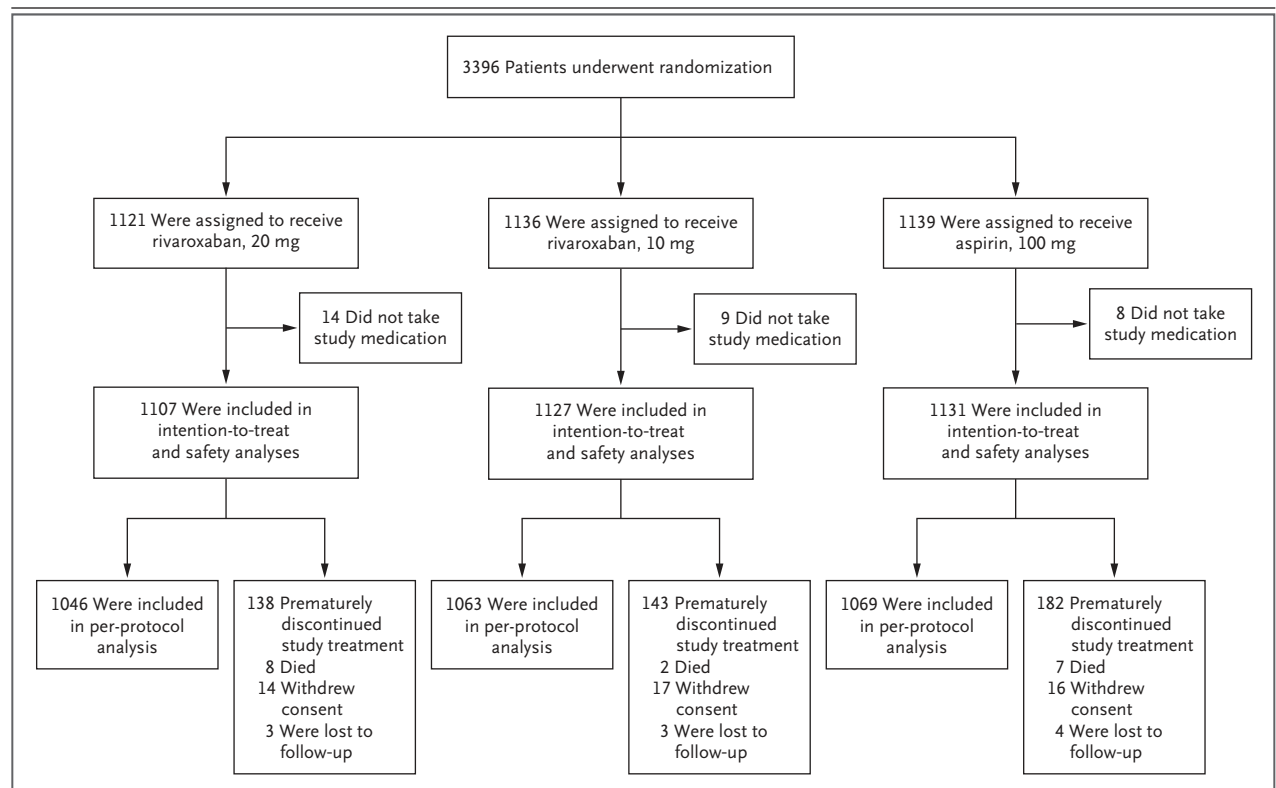 3396 Patients underwent randomization
1121 Were assigned to receive
rivaroxaban, 20 mg
1136 Were assigned to receive
rivaroxaban, 10 mg
1139 Were assigned to receive
aspirin, 100 mg
14 Did not take
study medication
9 Did not take
study medication
8 Did not take
study medication
1107 Were included in
intention-to-treat
and safety analyses
1127 Were included in
intention-to-treat
and safety analyses
1131 Were included in
intention-to-treat
and safety analyses
1046 Were included
in per-protocol
analysis
138 Prematurely
discontinued
study treatment
8 Died
14 Withdrew
consent
3 Were lost to
follow-up
1063 Were included
in per-protocol
analysis
143 Prematurely
discontinued
study treatment
2 Died
17 Withdrew
consent
3 Were lost to
follow-up
1069 Were included
in per-protocol
analysis
182 Prematurely
discontinued
study treatment
7 Died
16 Withdrew
consent
4 Were lost to
follow-up